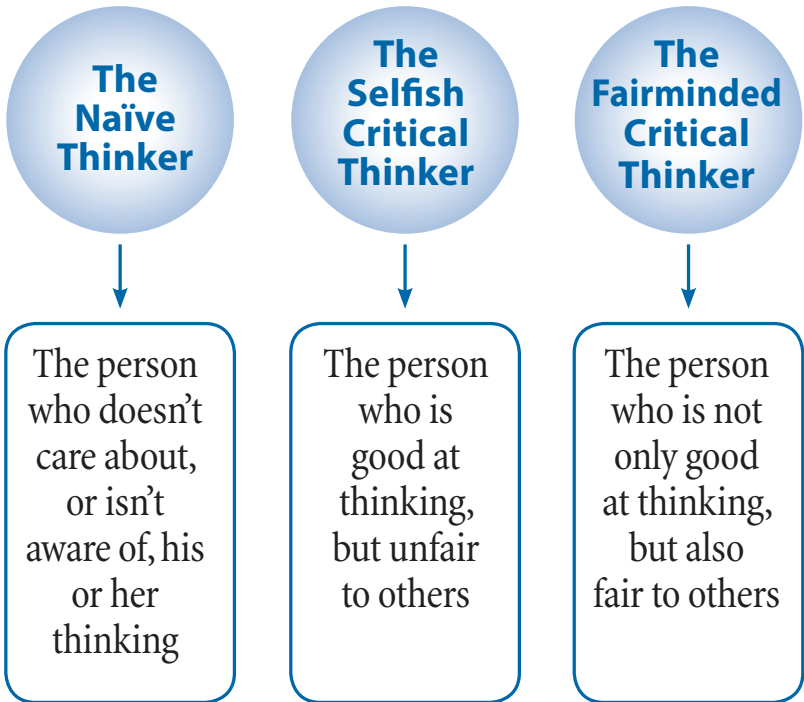 The
Naïve
Thinker
The
Selfish
Critical
Thinker
The
Fairminded
Critical
Thinker
The person
who doesn’t
care about,
or isn’t
aware of, his
or her
thinking
The person
who is
good at
thinking,
but unfair
to others
The person
who is not
only good
at thinking,
but also
fair to others